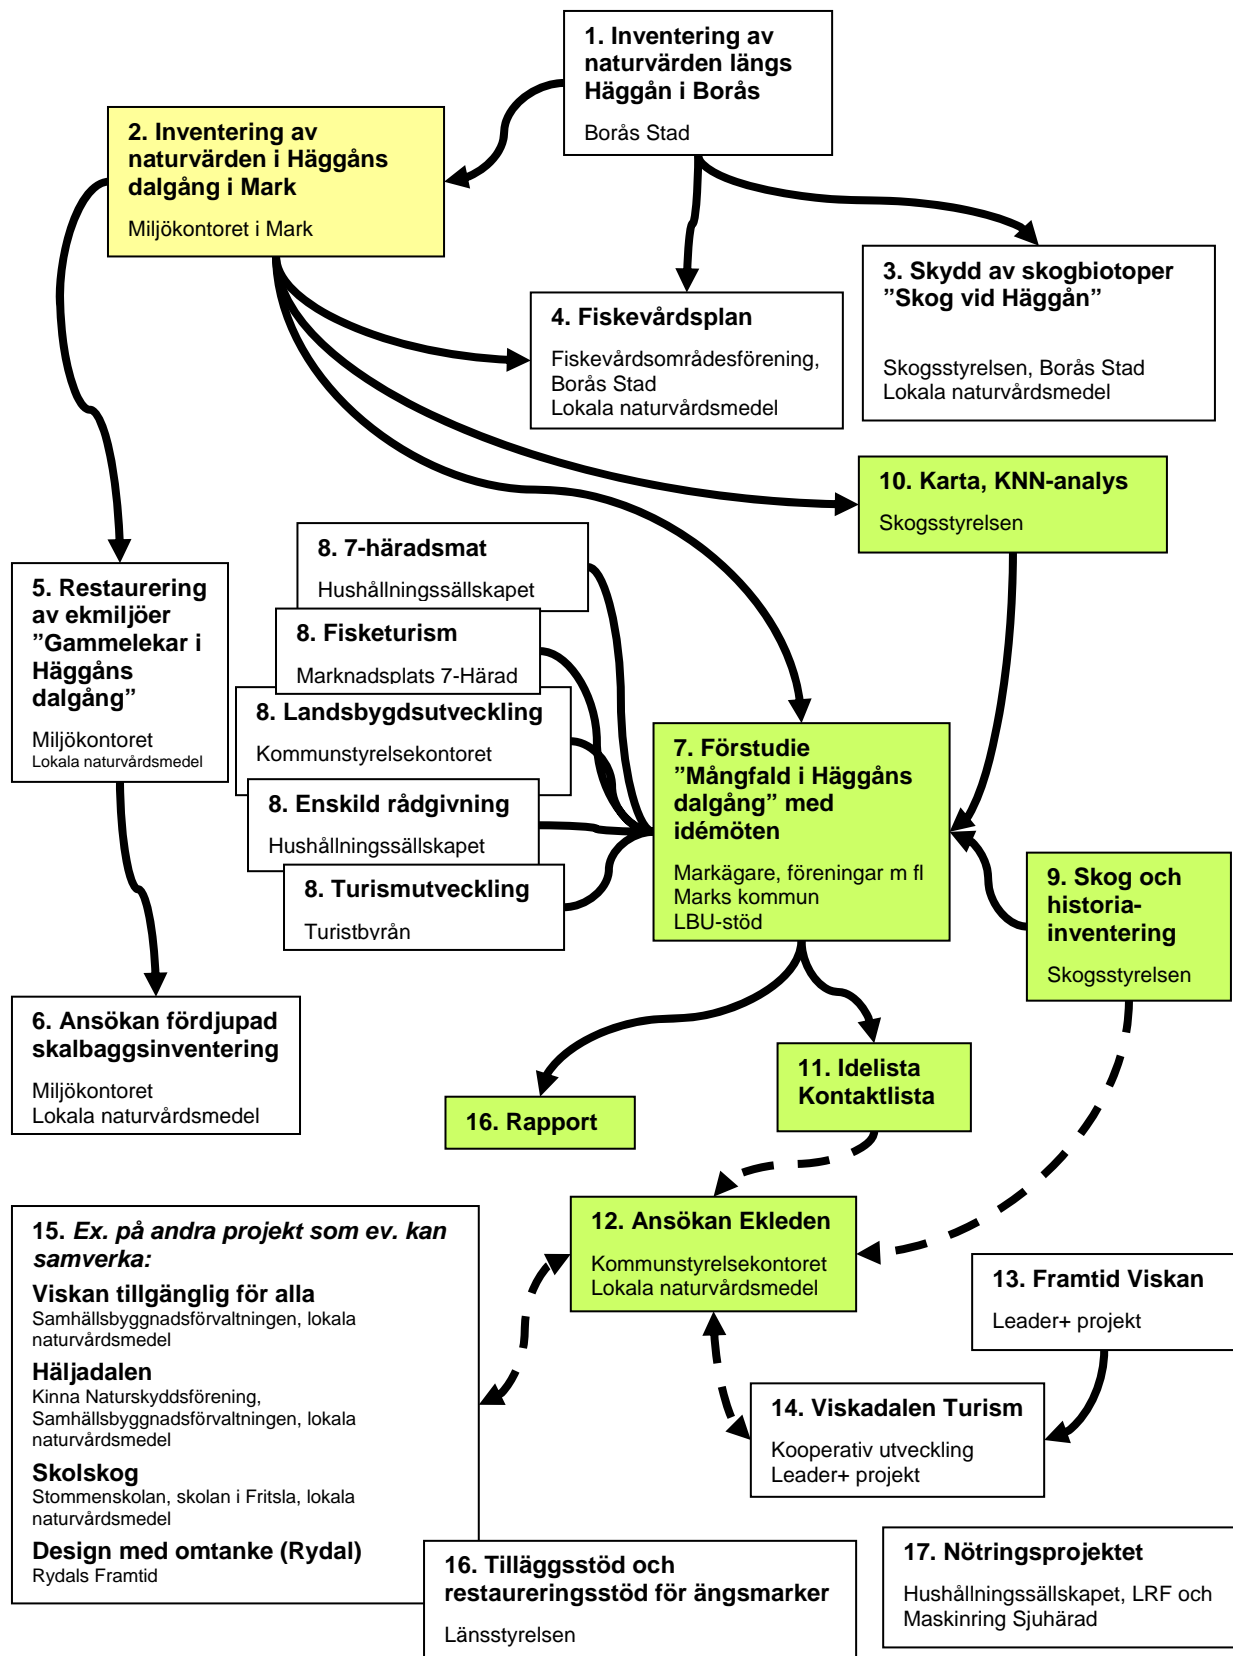 1. Inventering av
naturvärden längs
Häggån i Borås
Borås Stad
2. Inventering av
naturvärden i Häggåns
dalgång i Mark
Miljökontoret i Mark
3. Skydd av skogbiotoper
”Skog vid Häggån”
Skogsstyrelsen, Borås Stad
Lokala naturvårdsmedel
4. Fiskevårdsplan
Fiskevårdsområdesförening,
Borås Stad
Lokala naturvårdsmedel
10. Karta, KNN-analys
Skogsstyrelsen
8. 7-häradsmat
Hushållningssällskapet
5. Restaurering
av ekmiljöer
”Gammelekar i
Häggåns
dalgång”
Miljökontoret
Lokala naturvårdsmedel
8. Fisketurism
Marknadsplats 7-Härad
8. Landsbygdsutveckling
Kommunstyrelsekontoret
8. Enskild rådgivning
Hushållningssällskapet
8. Turismutveckling
Turistbyrån
7. Förstudie
”Mångfald i Häggåns
dalgång” med
idémöten
Markägare, föreningar m fl
Marks kommun
LBU-stöd
9. Skog och
historia-
inventering
Skogsstyrelsen
6. Ansökan fördjupad
skalbaggsinventering
Miljökontoret
Lokala naturvårdsmedel
11. Idelista
Kontaktlista
16. Rapport
12. Ansökan Ekleden
Kommunstyrelsekontoret
Lokala naturvårdsmedel
13. Framtid Viskan
Leader+ projekt
14. Viskadalen Turism
Kooperativ utveckling
Leader+ projekt
15. Ex. på andra projekt som ev. kan
samverka:
Viskan tillgänglig för alla
Samhällsbyggnadsförvaltningen, lokala
naturvårdsmedel
Häljadalen
Kinna Naturskyddsförening,
Samhällsbyggnadsförvaltningen, lokala
naturvårdsmedel
Skolskog
Stommenskolan, skolan i Fritsla, lokala
naturvårdsmedel
Design med omtanke (Rydal)
Rydals Framtid
16. Tilläggsstöd och
restaureringsstöd för ängsmarker
Länsstyrelsen
17. Nötringsprojektet
Hushållningssällskapet, LRF och
Maskinring Sjuhärad